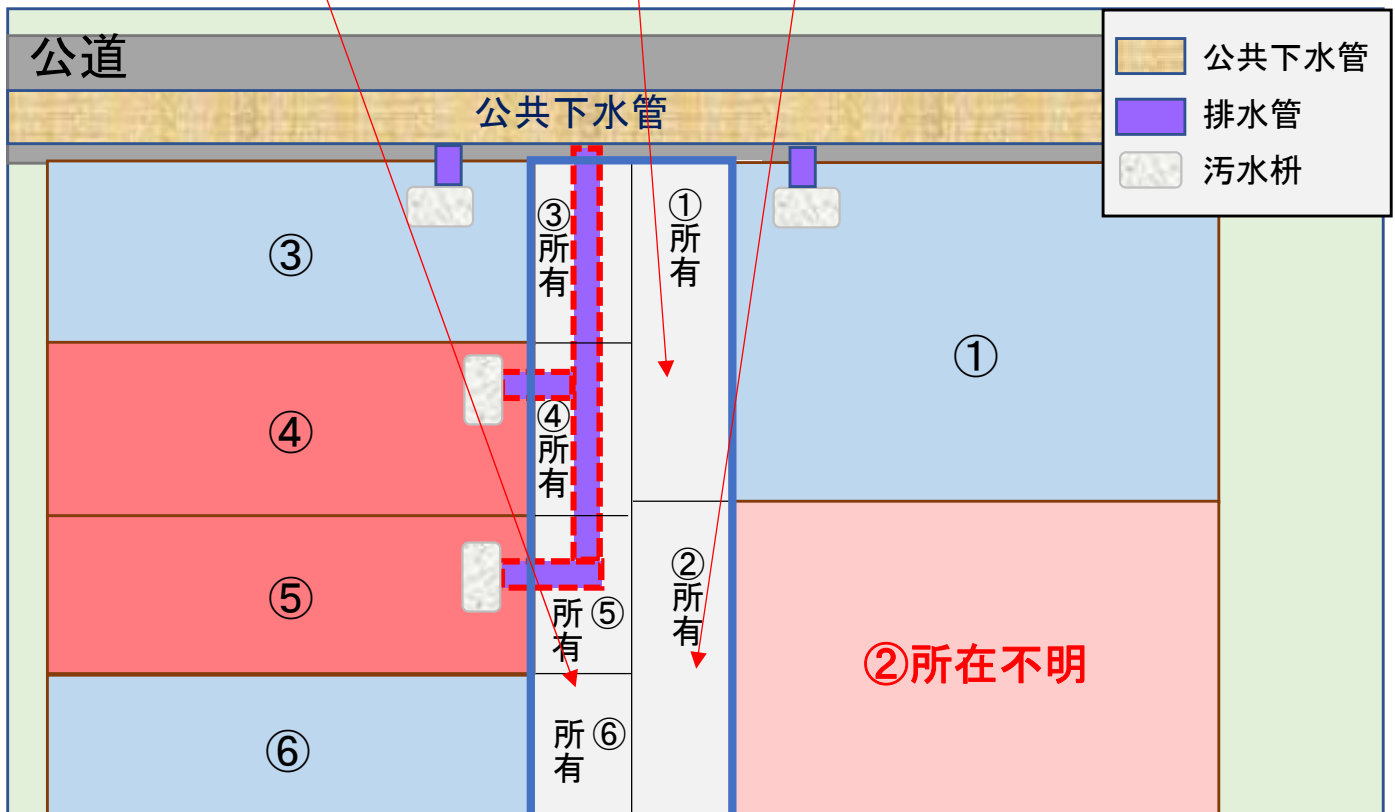 公道
公共下水管
公共下水管
排水管
汚水枡
③
③所有
①所有
①
④
④所有
⑤
⑤所有
②所有
②所在不明
⑥
⑥所有